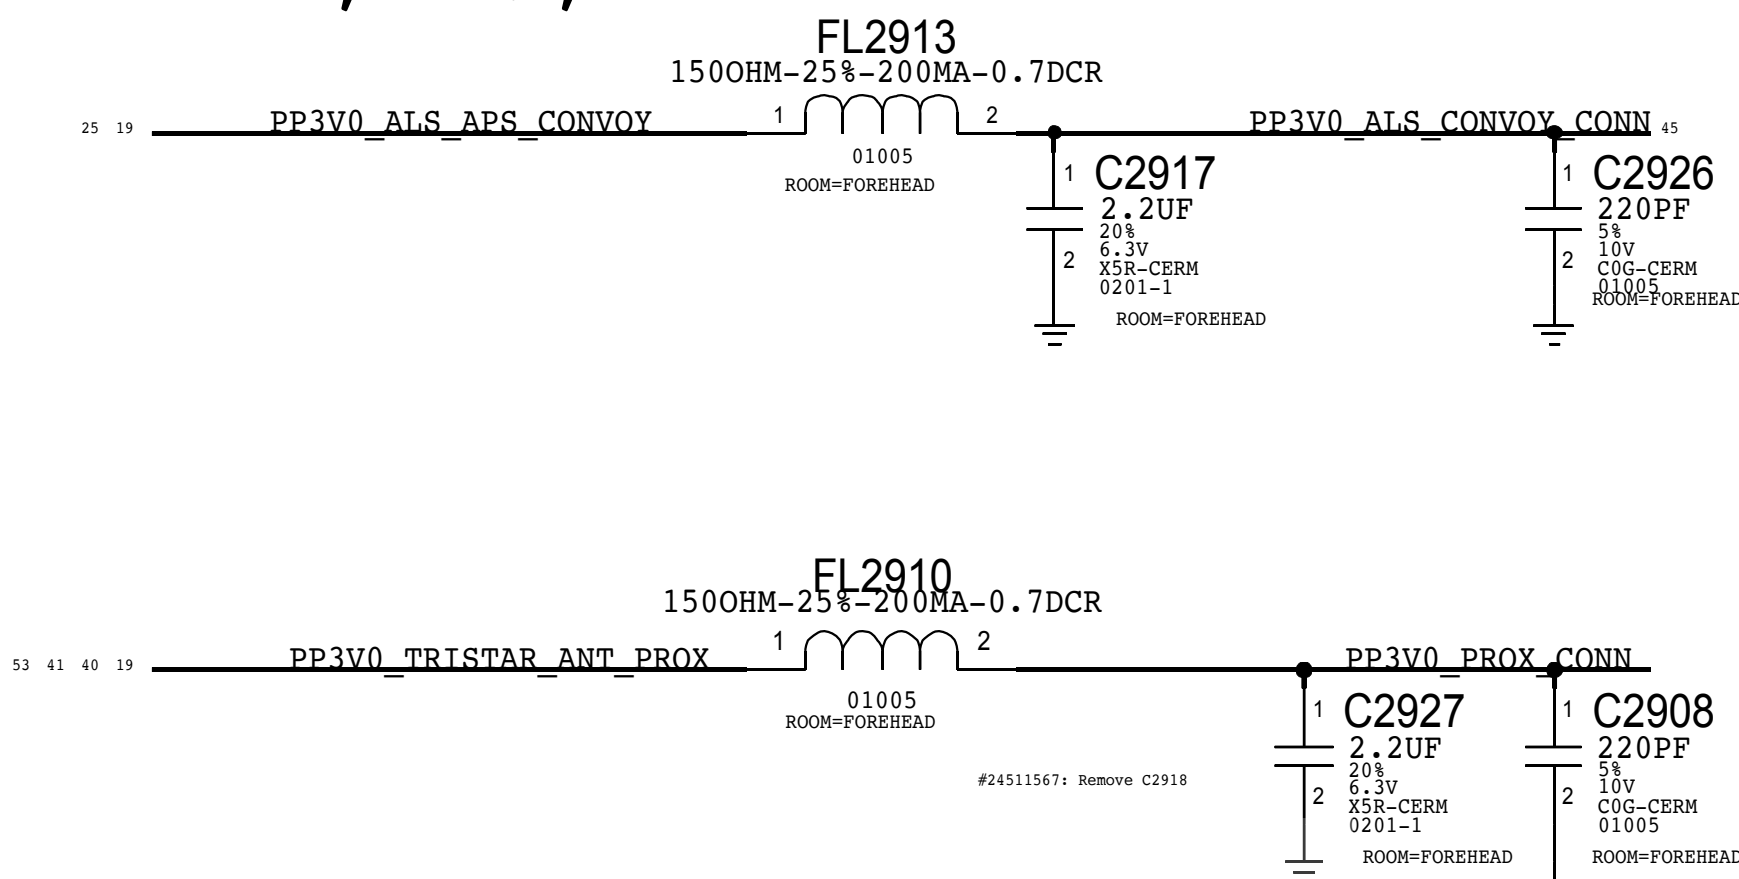 FL2913
150OHM-25%-200MA-0.7DCR
25 19
PP3V0_ALS_APS_CONVOY
1
2
PP3V0_ALS_CONVOY_CONN
45
01005
ROOM=FOREHEAD
1
C2917
2.2UF
20%
6.3V
2
X5R-CERM
0201-1
ROOM=FOREHEAD
1
C2926
220PF
5%
10V
2
C0G-CERM
01005
ROOM=FOREHEAD
FL2910
150OHM-25%-200MA-0.7DCR
53 41 40 19
PP3V0_TRISTAR_ANT_PROX
1
2
PP3V0_PROX_CONN
01005
ROOM=FOREHEAD
#24511567: Remove C2918
1
C2927
2.2UF
20%
6.3V
2
X5R-CERM
0201-1
ROOM=FOREHEAD
1
C2908
220PF
5%
10V
2
C0G-CERM
01005
ROOM=FOREHEAD